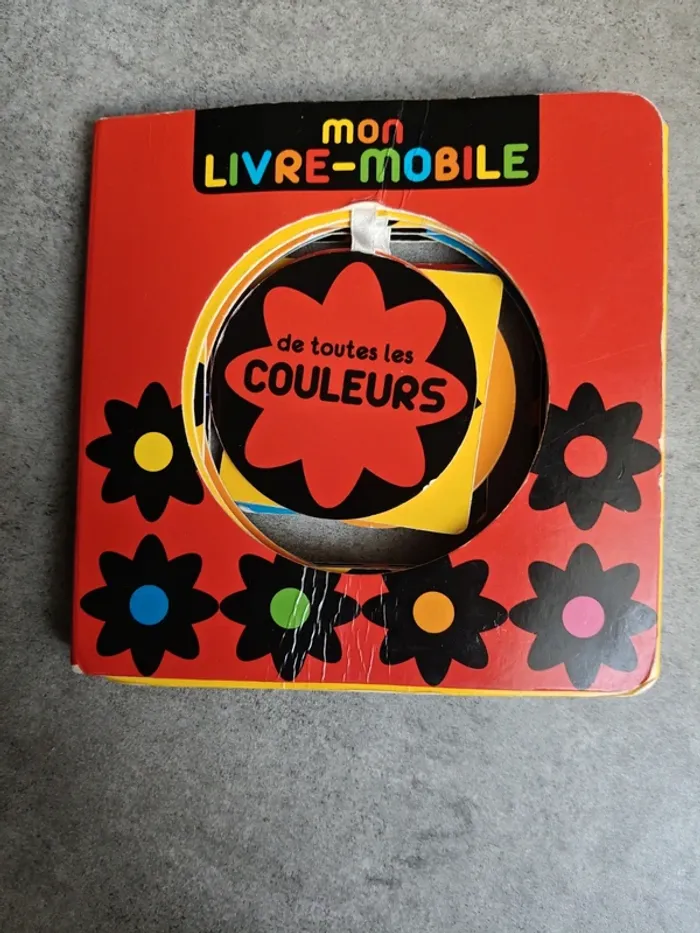 mon
LIVRE-MOBILE
de toutes les
COULEURS